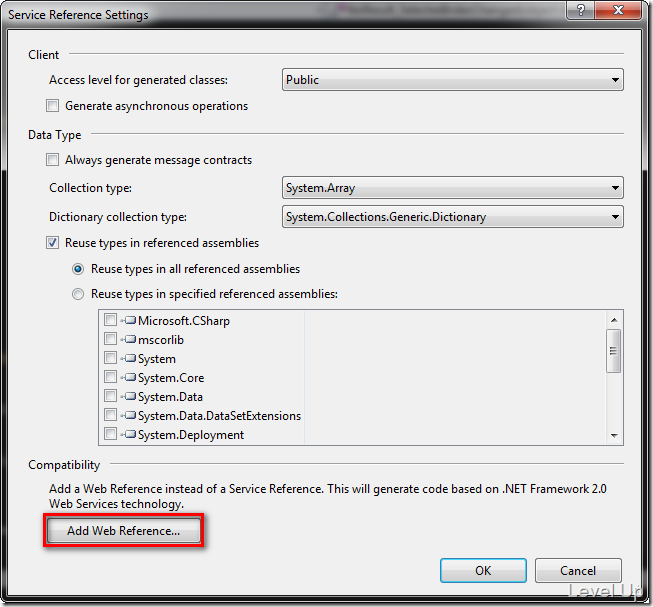 Service Reference Settings
?
Client
Access level for generated classes:
Public
Generate asynchronous operations
Data Type
Always generate message contracts
Collection type:
System.Array
Dictionary collection type:
System.Collections.Generic.Dictionary
Reuse types in referenced assemblies
Reuse types in all referenced assemblies
Reuse types in specified referenced assemblies:
Microsoft.CSharp
mscorlib
System
System.Core
System.Data
System.Data.DataSetExtensions
System.Deployment
Compatibility
Add a Web Reference instead of a Service Reference. This will generate code based on .NET Framework 2.0
Web Services technology.
Add Web Reference...
OK
Cancel
Level Up